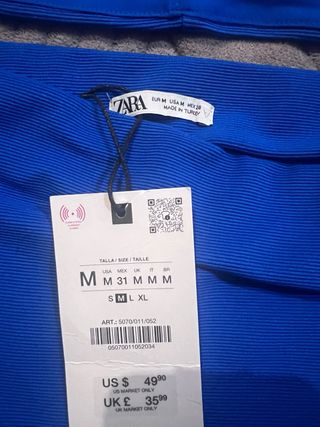 ZARA
EUR M USA M MEX 28
MADE IN TURKEY
TALLA / SIZE / TAILLE
M
USA MEX UK IT BR
M 31 M M M
S M L XL
ART.: 5070/011/052
05070011052034
US $ 49.90
US MARKET ONLY
UK £ 35.99
UK MARKET ONLY